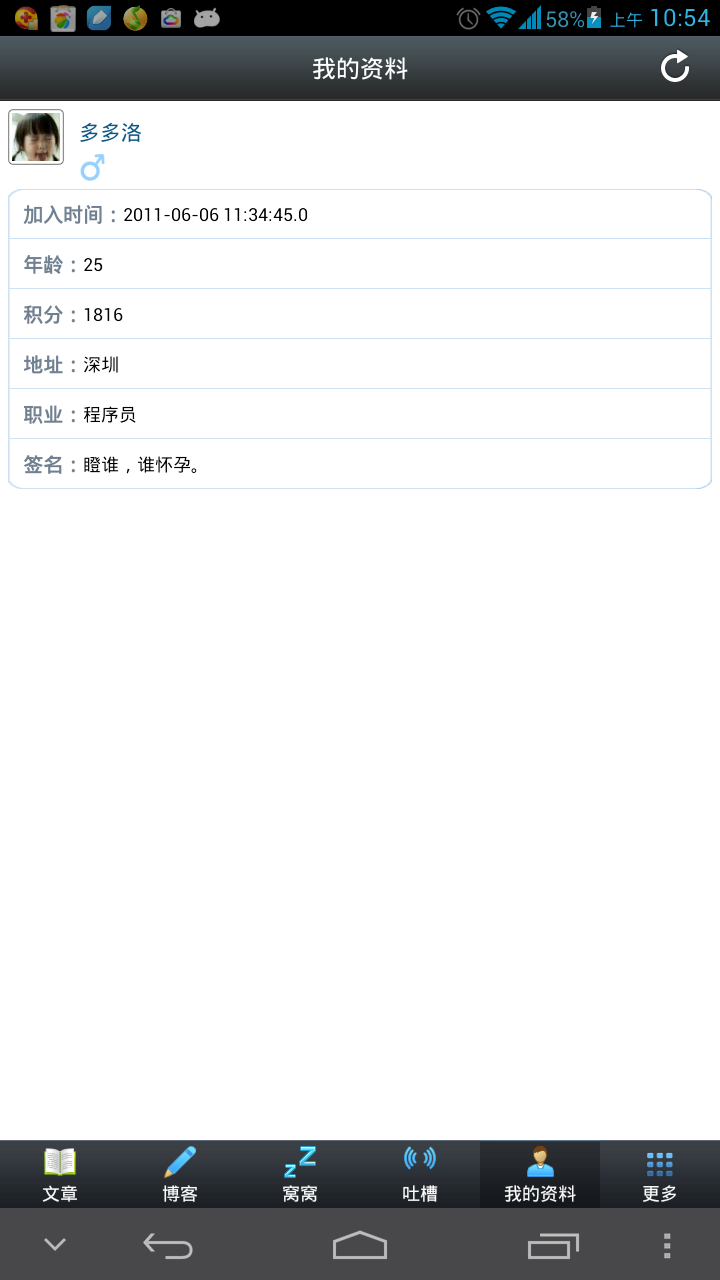 58% 上午 10:54
我的资料
多多洛
加入时间：2011-06-06 11:34:45.0
年龄：25
积分：1816
地址：深圳
职业：程序员
签名：瞪谁，谁怀孕。
文章 博客 窝窝 吐槽 我的资料 更多